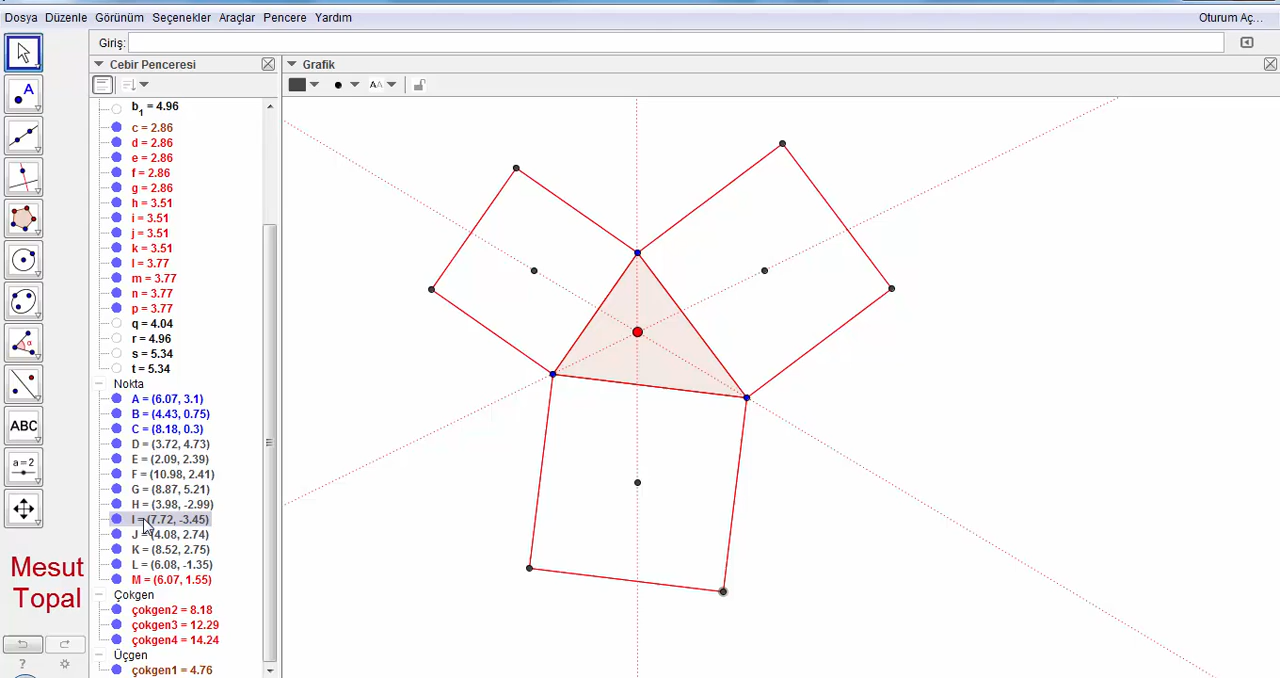 Dosya Düzenle Görünüm Seçenekler Araçlar Pencere Yardım Oturum Aç...
Giriş:
Cebir Penceresi
Grafik
AA
A
b₁ = 4.96
c = 2.86
d = 2.86
e = 2.86
f = 2.86
g = 2.86
h = 3.51
i = 3.51
j = 3.51
k = 3.51
l = 3.77
m = 3.77
n = 3.77
p = 3.77
q = 4.04
r = 4.96
s = 5.34
t = 5.34
Nokta
A = (6.07, 3.1)
B = (4.43, 0.75)
C = (8.18, 0.3)
D = (3.72, 4.73)
E = (2.09, 2.39)
F = (10.98, 2.41)
G = (8.87, 5.21)
H = (3.98, -2.99)
I = (7.72, -3.45)
J = (4.08, 2.74)
K = (8.52, 2.75)
L = (6.08, -1.35)
M = (6.07, 1.55)
Çokgen
çokgen2 = 8.18
çokgen3 = 12.29
çokgen4 = 14.24
Üçgen
çokgen1 = 4.76
α
ABC
a=2
Mesut
Topal
?